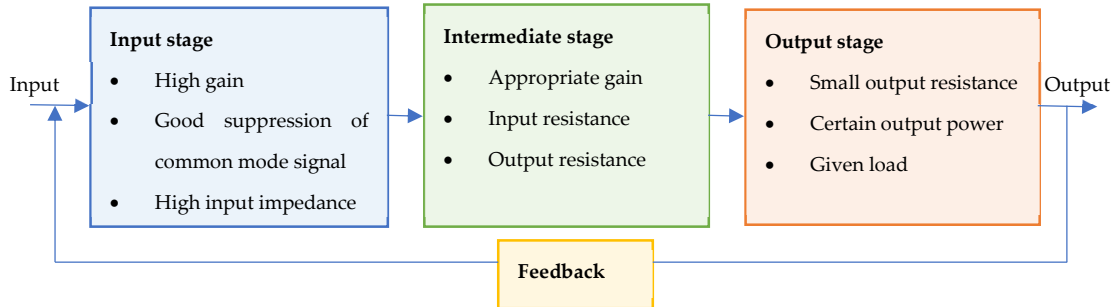 Input
Input stage
• High gain
• Good suppression of
common mode signal
• High input impedance
Intermediate stage
• Appropriate gain
• Input resistance
• Output resistance
Output stage
• Small output resistance
• Certain output power
• Given load
Output
Feedback